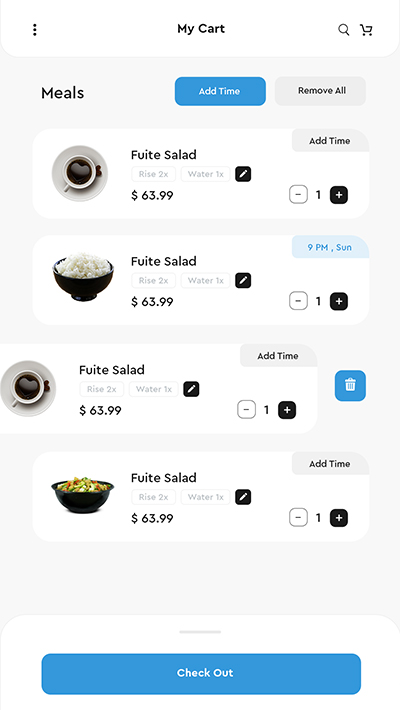 My Cart
Meals
Add Time
Remove All
Add Time
Fuite Salad
Rise 2x
Water 1x
$ 63.99
1
9 PM , Sun
Fuite Salad
Rise 2x
Water 1x
$ 63.99
1
Add Time
Fuite Salad
Rise 2x
Water 1x
$ 63.99
1
Add Time
Fuite Salad
Rise 2x
Water 1x
$ 63.99
1
Check Out